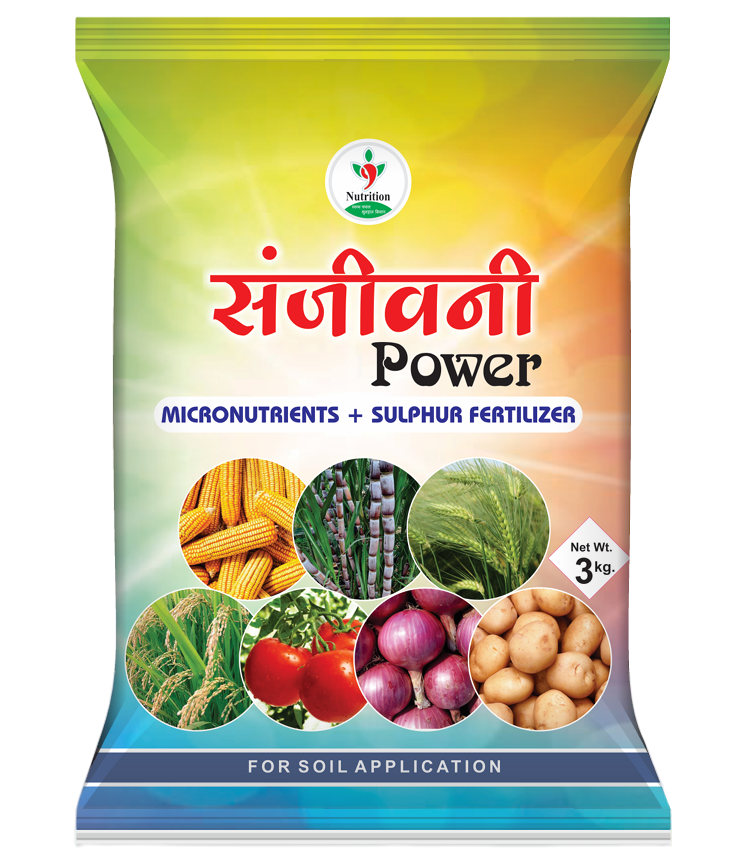 Nutrition
संजीवनी
Power
MICRONUTRIENTS + SULPHUR FERTILIZER
Net Wt.
3 kg.
FOR SOIL APPLICATION